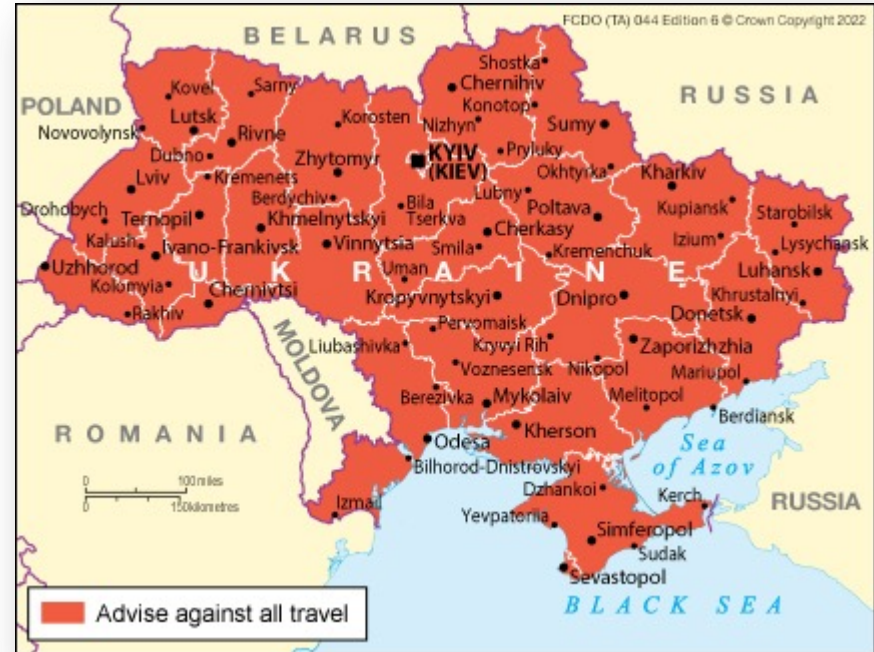 FCDO (TA) 044 Edition 6 © Crown Copyright 2022
BELARUS
Shostka
Chernihiv
RUSSIA
Kovel
Sarny
POLAND
Konotop
Lutsk
Korosten
Nizhyn
Sumy
Novovolynsk
Rivne
KYIV
(KIEV)
Pryluky
Dubno
Zhytomyr
Okhtyrka
Kharkiv
Lviv
Kremenets
Lubny
Berdychiv
Bila
Tserkva
Kupiansk
Starobilsk
Drohobych
Ternopil
Khmelnytskyi
Poltava
Cherkasy
Kalush
Ivano-Frankivsk
Vinnytsia
Smila
Izium
Lysychansk
Kremenchuk
Uzhhorod
UKRAINE
Luhansk
Uman
Kolomyia
Chernivtsi
Kropyvnytskyi
Dnipro
Khrustalnyi
Donetsk
Rakhiv
MOLDOVA
Pervomaisk
Liubashivka
Kryvyi Rih
Zaporizhzhia
Voznesensk
Nikopol
Mariupol
Berezivka
Mykolaiv
Melitopol
Berdiansk
ROMANIA
Odesa
Kherson
Sea
of Azov
Bilhorod-Dnistrovskyi
Dzhankoi
0 100 miles
0 150 kilometres
Izmail
Kerch
RUSSIA
Yevpatoriia
Simferopol
Sudak
Sevastopol
BLACK SEA
Advise against all travel